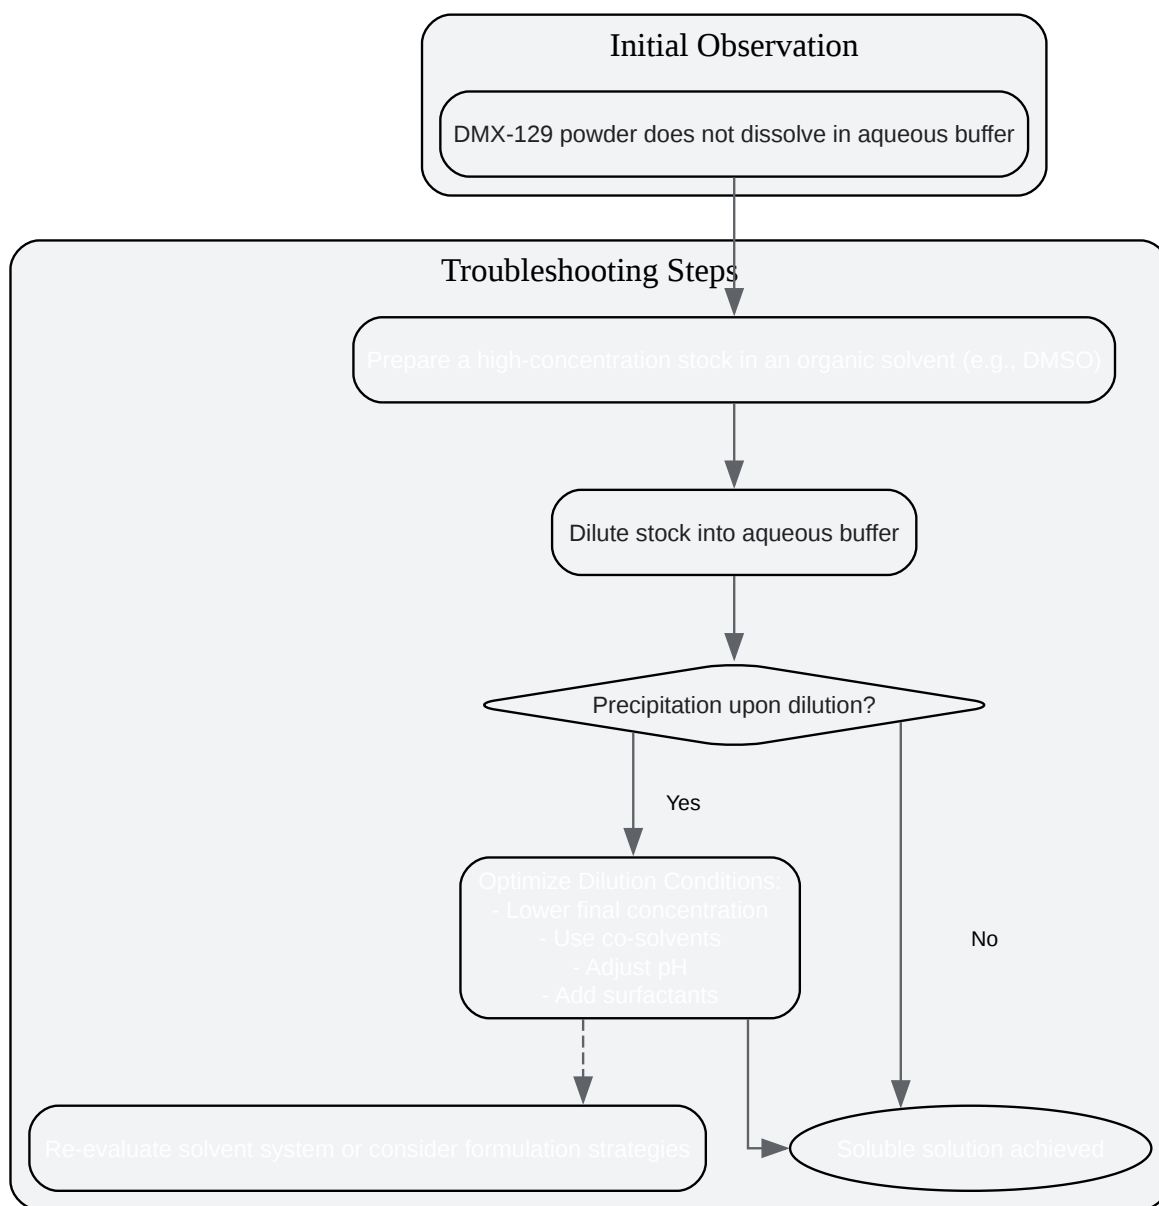 Initial Observation
DMX-129 powder does not dissolve in aqueous buffer
Troubleshooting Steps
Prepare a high-concentration stock in an organic solvent (e.g., DMSO)
Dilute stock into aqueous buffer
Precipitation upon dilution?
Yes
Optimize Dilution Conditions:
- Lower final concentration
- Use co-solvents
- Adjust pH
- Add surfactants
No
Re-evaluate solvent system or consider formulation strategies
Soluble solution achieved